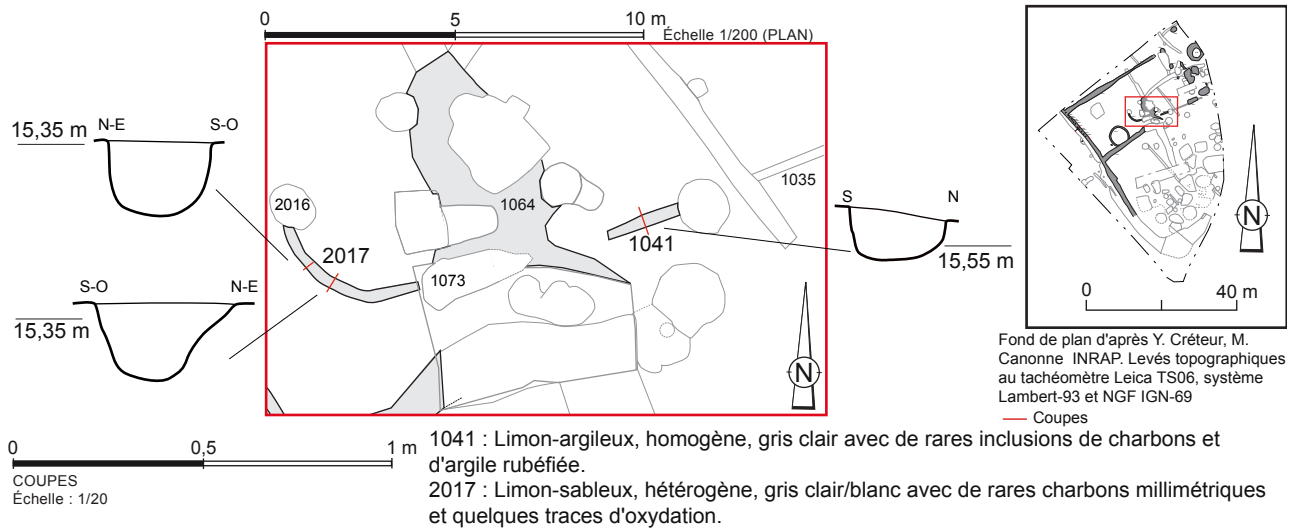 0 5 10 m
Échelle 1/200 (PLAN)
15,35 m
N-E S-O
2016
2017
S-O N-E
15,35 m
1064
1073
1041
1035
N
S N
15,55 m
N
0 40 m
Fond de plan d'après Y. Créteur, M.
Canonne INRAP. Levés topographiques
au tachéomètre Leica TS06, système
Lambert-93 et NGF IGN-69
Coupes
0 0,5 1 m
COUPES
Échelle : 1/20
1041 : Limon-argileux, homogène, gris clair avec de rares inclusions de charbons et
d'argile rubéfiée.
2017 : Limon-sableux, hétérogène, gris clair/blanc avec de rares charbons millimétriques
et quelques traces d'oxydation.